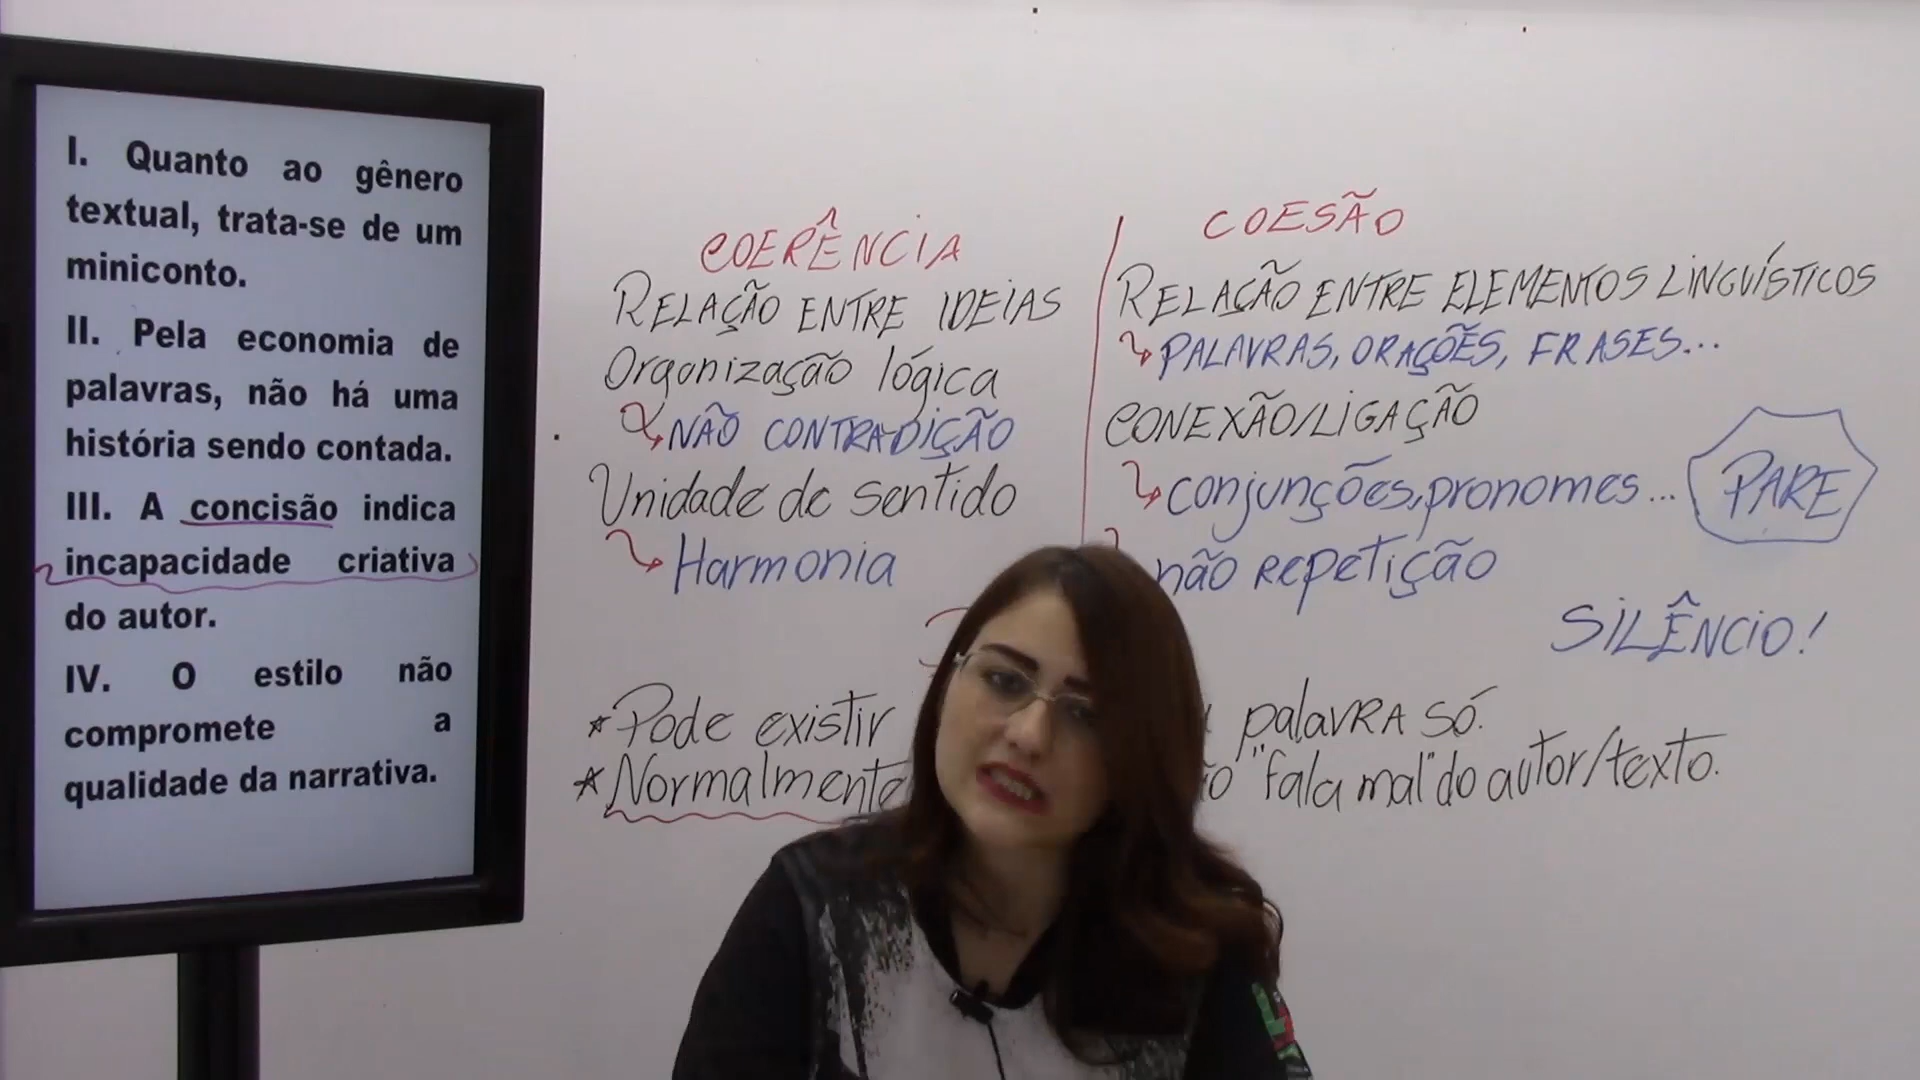 I. Quanto ao gênero
textual, trata-se de um
miniconto.
II. Pela economia de
palavras, não há uma
história sendo contada.
III. A concisão indica
incapacidade criativa
do autor.
IV. O estilo não
compromete a
qualidade da narrativa.
COERÊNCIA
RELAÇÃO ENTRE IDEIAS
Organização lógica
NÃO CONTRADIÇÃO
Unidade de sentido
Harmonia
COESÃO
RELAÇÃO ENTRE ELEMENTOS LINGUÍSTICOS
PALAVRAS, ORAÇÕES, FRASES...
CONEXÃO/LIGAÇÃO
conjunções, pronomes...
não REPETIÇÃO
PARE
SILÊNCIO!
* Pode existir palavra só.
* Normalmente "fala mal" do autor/texto.